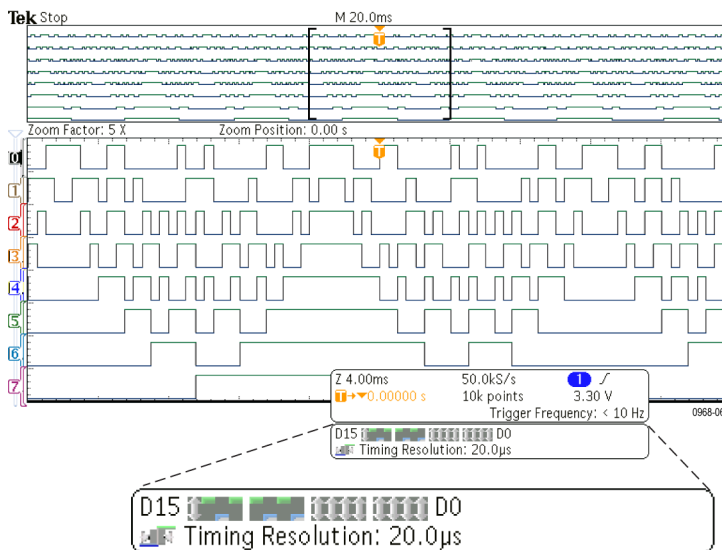 Tek Stop M 20.0ms
T
Zoom Factor: 5 X Zoom Position: 0.00 s
0
T
1
2
3
4
5
6
7
Z 4.00ms 50.0kS/s 1
T 0.00000 s 10k points 3.30 V
Trigger Frequency: < 10 Hz
D15 D0
Timing Resolution: 20.0µs
D15 D0
Timing Resolution: 20.0µs